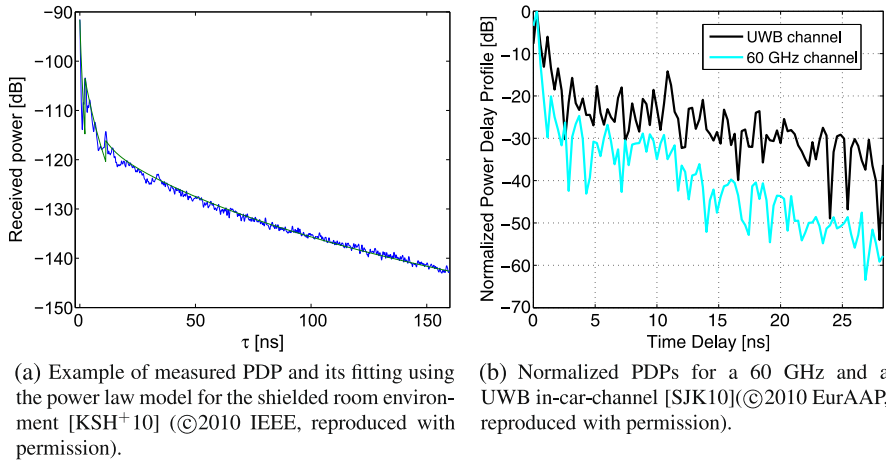 −90
−100
−110
−120
−130
−140
−150
Received power [dB]
0
50
100
150
τ [ns]
0
−10
−20
−30
−40
−50
−60
−70
Normalized Power Delay Profile [dB]
UWB channel
60 GHz channel
0
5
10
15
20
25
Time Delay [ns]
(a) Example of measured PDP and its fitting using
the power law model for the shielded room environ-
ment [KSH+10] (©2010 IEEE, reproduced with
permission).
(b) Normalized PDPs for a 60 GHz and a
UWB in-car-channel [SJK10](©2010 EurAAP,
reproduced with permission).